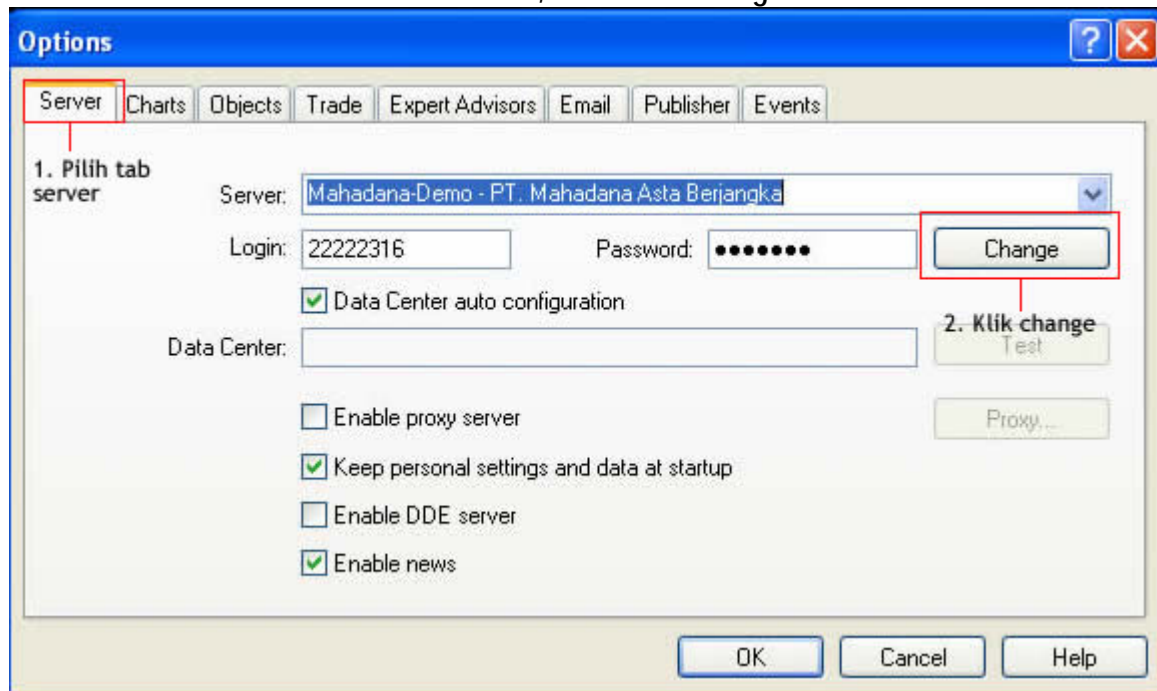 Options
Server Charts Objects Trade Expert Advisors Email Publisher Events
1. Pilih tab
server
Server: Mahadana-Demo - PT. Mahadana Asta Berjangka
Login: 22222316 Password: ●●●●●●● Change
Data Center auto configuration
2. Klik change
Data Center: Test
Enable proxy server Proxy...
Keep personal settings and data at startup
Enable DDE server
Enable news
OK Cancel Help